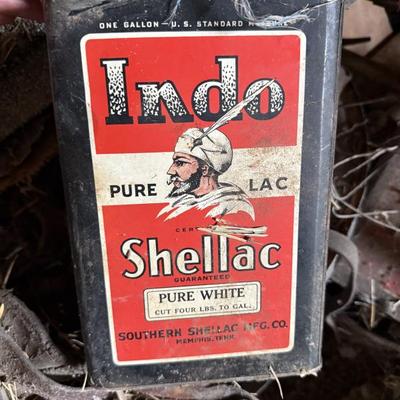 ONE GALLON - U. S. STANDARD MEASURE
Indo
PURE LAC
Shellac
GUARANTEED
PURE WHITE
CUT FOUR LBS. TO GAL.
SOUTHERN SHELLAC MFG. CO.
MEMPHIS, TENN.